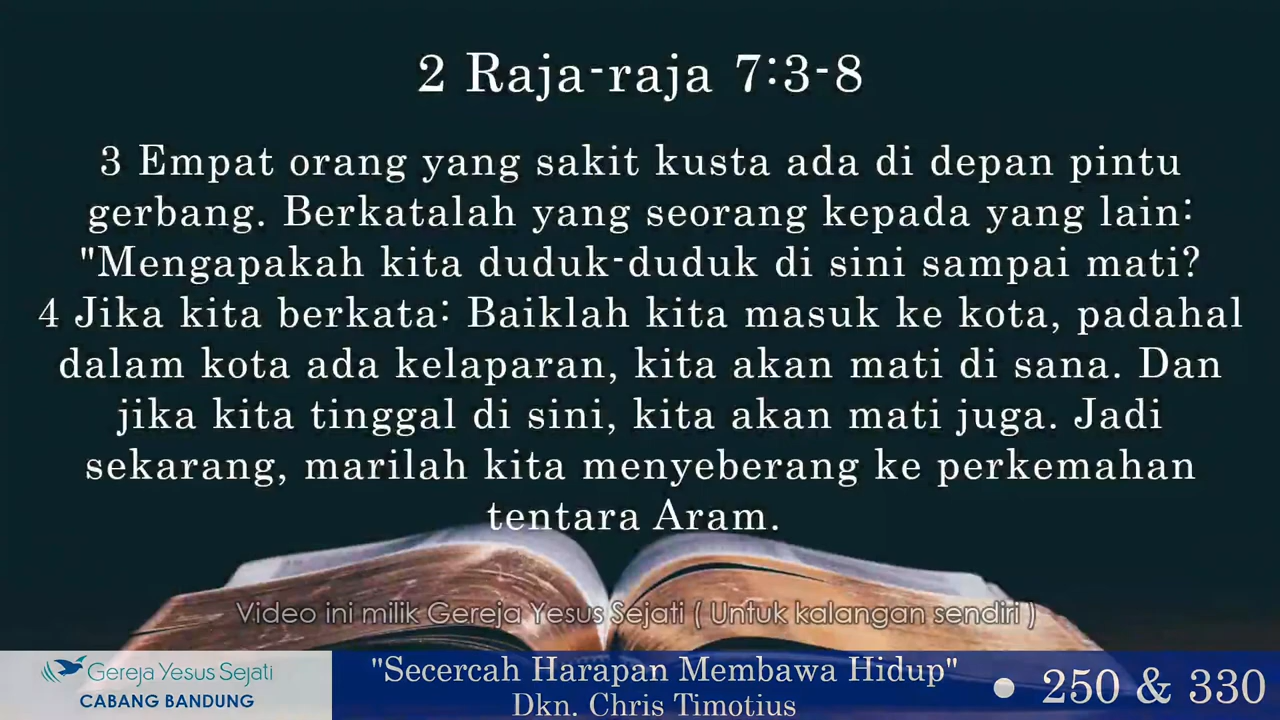 2 Raja-raja 7:3-8
3 Empat orang yang sakit kusta ada di depan pintu
gerbang. Berkatalah yang seorang kepada yang lain:
"Mengapakah kita duduk-duduk di sini sampai mati?
4 Jika kita berkata: Baiklah kita masuk ke kota, padahal
dalam kota ada kelaparan, kita akan mati di sana. Dan
jika kita tinggal di sini, kita akan mati juga. Jadi
sekarang, marilah kita menyeberang ke perkemahan
tentara Aram.
Video ini milik Gereja Yesus Sejati ( Untuk kalangan sendiri )
Gereja Yesus Sejati
CABANG BANDUNG
"Secercah Harapan Membawa Hidup"
Dkn. Chris Timotius
• 250 & 330